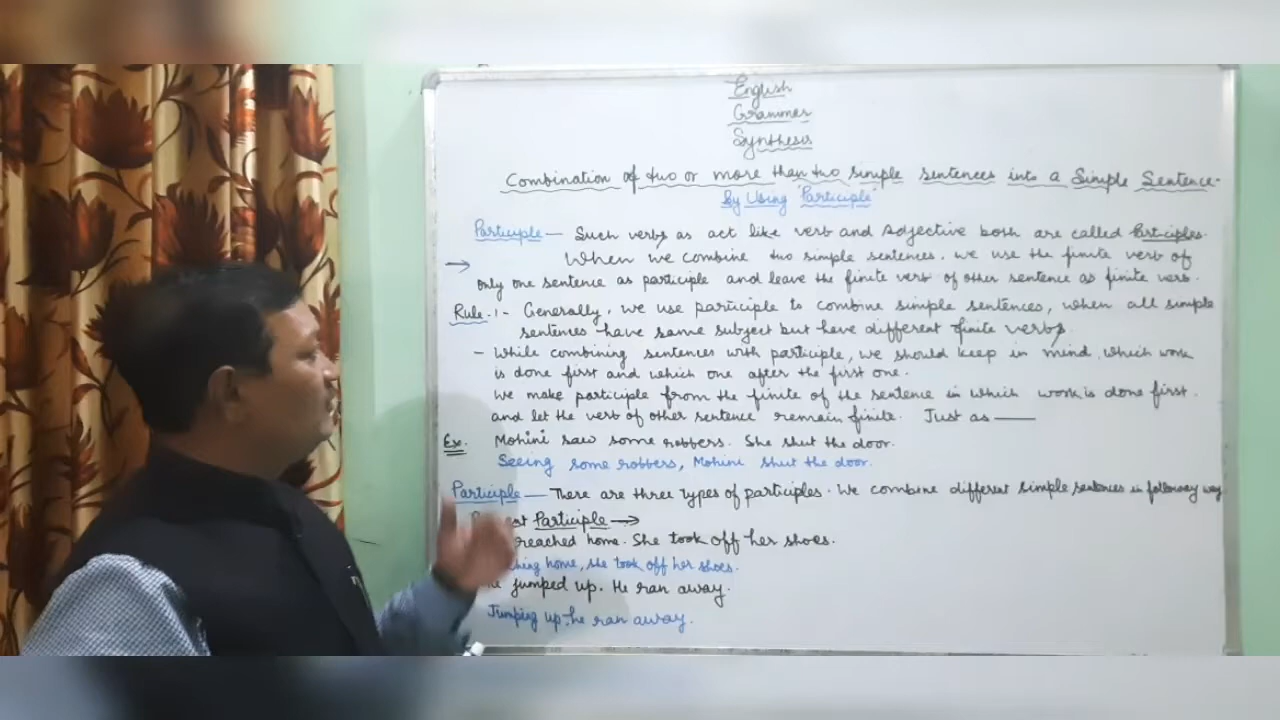 English
Grammer
Synthesis
Combination of two or more than two simple sentences into a Simple Sentence-
By Using "Participle"
Participle — Such verbs as act like verb and Adjective both are called Participles.
→ When we combine two simple sentences, we use the finite verb of
only one sentence as participle and leave the finite verb of other sentence as finite verb.
Rule.1- Generally, we use participle to combine simple sentences, when all simple
sentences have same subject but have different finite verbs.
- While combining sentences with participle, we should keep in mind, which work
is done first and which one after the first one.
We make participle from the finite of the sentence in which work is done first.
and let the verb of other sentence remain finite. Just as —
Ex. Mohini saw some robbers. She shut the door.
Seeing some robbers, Mohini shut the door.
Participle — There are three types of participles. We combine different simple sentences in following way
Participle →
reached home. She took off her shoes.
home, she took off her shoes.
jumped up. He ran away.
Jumping up, he ran away.